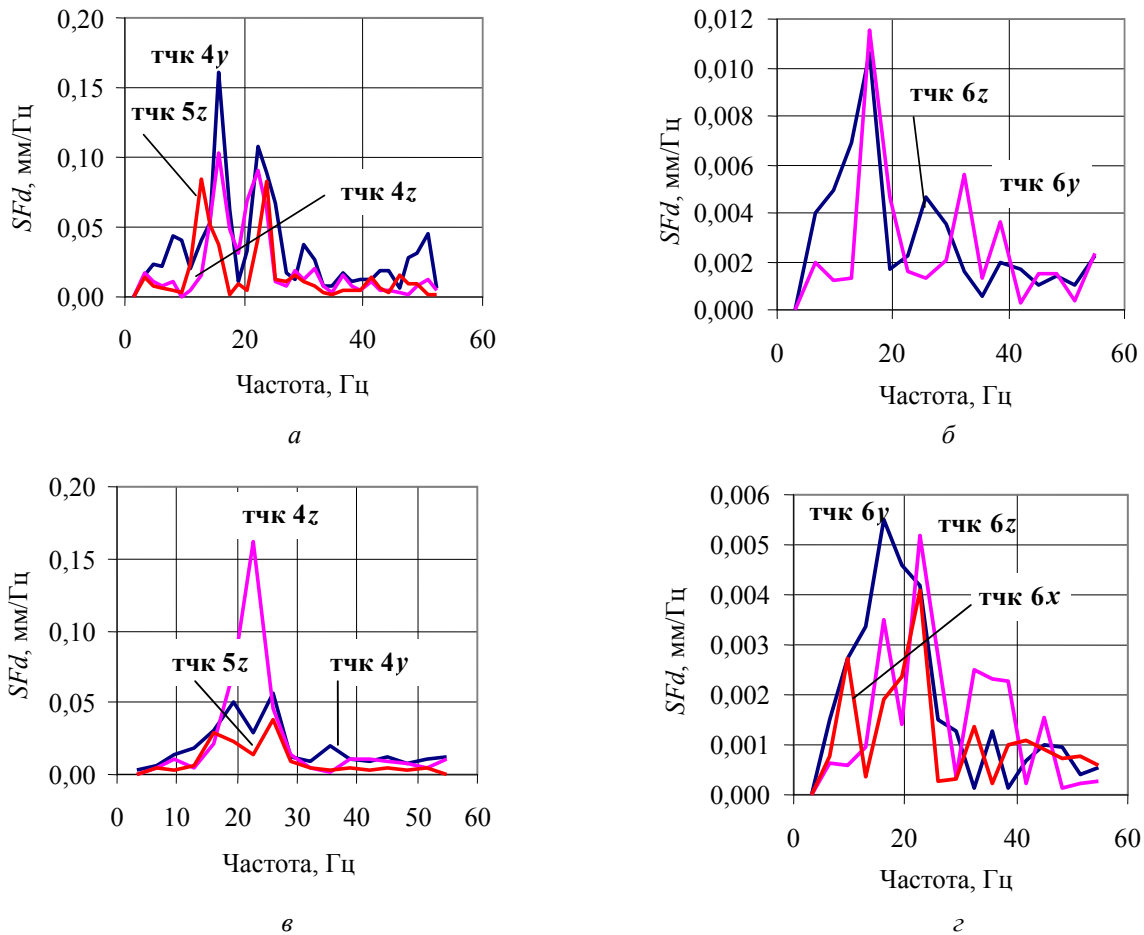 0,20
0,15
0,10
0,05
0,00
SFd, мм/Гц
тчк 4y
тчк 5z
тчк 4z
0 20 40 60
Частота, Гц
а
0,012
0,010
0,008
0,006
0,004
0,002
0,000
SFd, мм/Гц
тчк 6z
тчк 6y
0 20 40 60
Частота, Гц
б
0,20
0,15
0,10
0,05
0,00
SFd, мм/Гц
тчк 4z
тчк 5z
тчк 4y
0 10 20 30 40 50 60
Частота, Гц
в
0,006
0,005
0,004
0,003
0,002
0,001
0,000
SFd, мм/Гц
тчк 6y
тчк 6z
тчк 6x
0 20 40 60
Частота, Гц
г